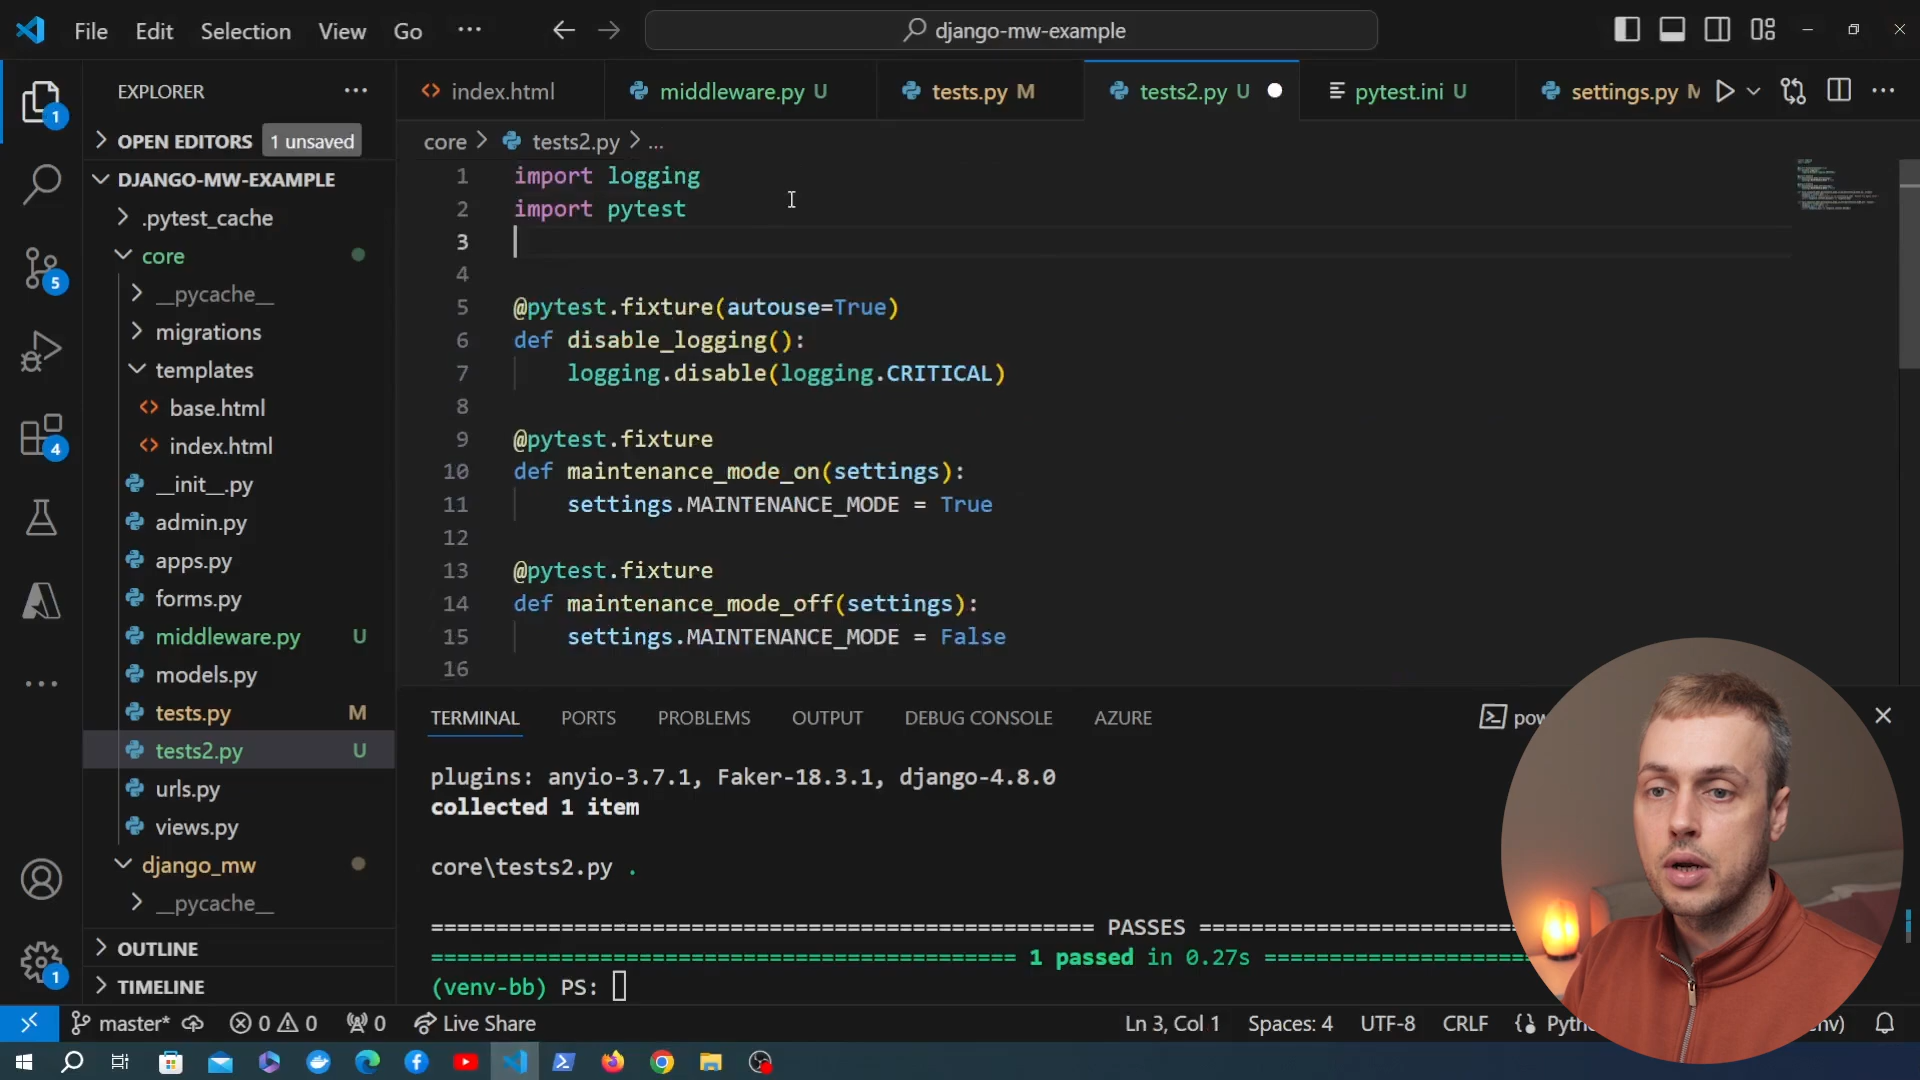 File Edit Selection View Go ···
django-mw-example
EXPLORER
OPEN EDITORS 1 unsaved
DJANGO-MW-EXAMPLE
.pytest_cache
core
__pycache__
migrations
templates
base.html
index.html
__init__.py
admin.py
apps.py
forms.py
middleware.py U
models.py
tests.py M
tests2.py U
urls.py
views.py
django_mw
__pycache__
OUTLINE
TIMELINE
1
5
4
1
index.html middleware.py U tests.py M tests2.py U pytest.ini U settings.py M
core > tests2.py > ...
1 import logging
2 import pytest
3
4
5 @pytest.fixture(autouse=True)
6 def disable_logging():
7 logging.disable(logging.CRITICAL)
8
9 @pytest.fixture
10 def maintenance_mode_on(settings):
11 settings.MAINTENANCE_MODE = True
12
13 @pytest.fixture
14 def maintenance_mode_off(settings):
15 settings.MAINTENANCE_MODE = False
16
TERMINAL PORTS PROBLEMS OUTPUT DEBUG CONSOLE AZURE
plugins: anyio-3.7.1, Faker-18.3.1, django-4.8.0
collected 1 item
core\tests2.py .
PASSES
1 passed in 0.27s
(venv-bb) PS:
master* 0 0 0 Live Share Ln 3, Col 1 Spaces: 4 UTF-8 CRLF